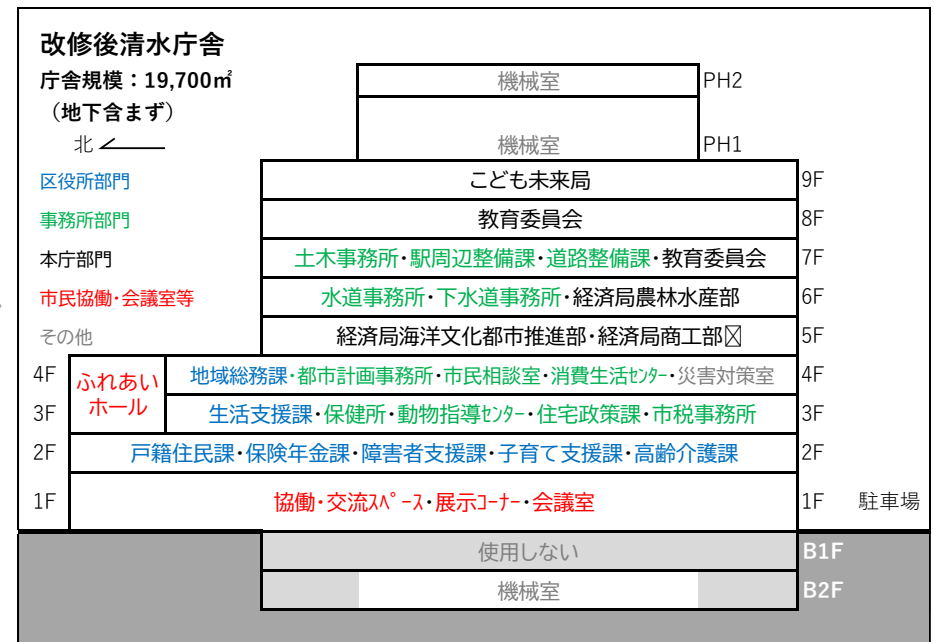 改修後清水庁舎
庁舎規模：19,700㎡
（地下含まず）
北
機械室 PH2
機械室 PH1
区役所部門
事務所部門
本庁部門
市民協働･会議室等
その他
こども未来局 9F
教育委員会 8F
土木事務所･駅周辺整備課･道路整備課･教育委員会 7F
水道事務所･下水道事務所･経済局農林水産部 6F
経済局海洋文化都市推進部･経済局商工部 5F
4F ふれあいホール 地域総務課･都市計画事務所･市民相談室･消費生活ｾﾝﾀｰ･災害対策室 4F
3F 生活支援課･保健所･動物指導ｾﾝﾀｰ･住宅政策課･市税事務所 3F
2F 戸籍住民課･保険年金課･障害者支援課･子育て支援課･高齢介護課 2F
1F 協働･交流ｽﾍﾟｰｽ･展示ｺｰﾅｰ･会議室 1F 駐車場
使用しない B1F
機械室 B2F